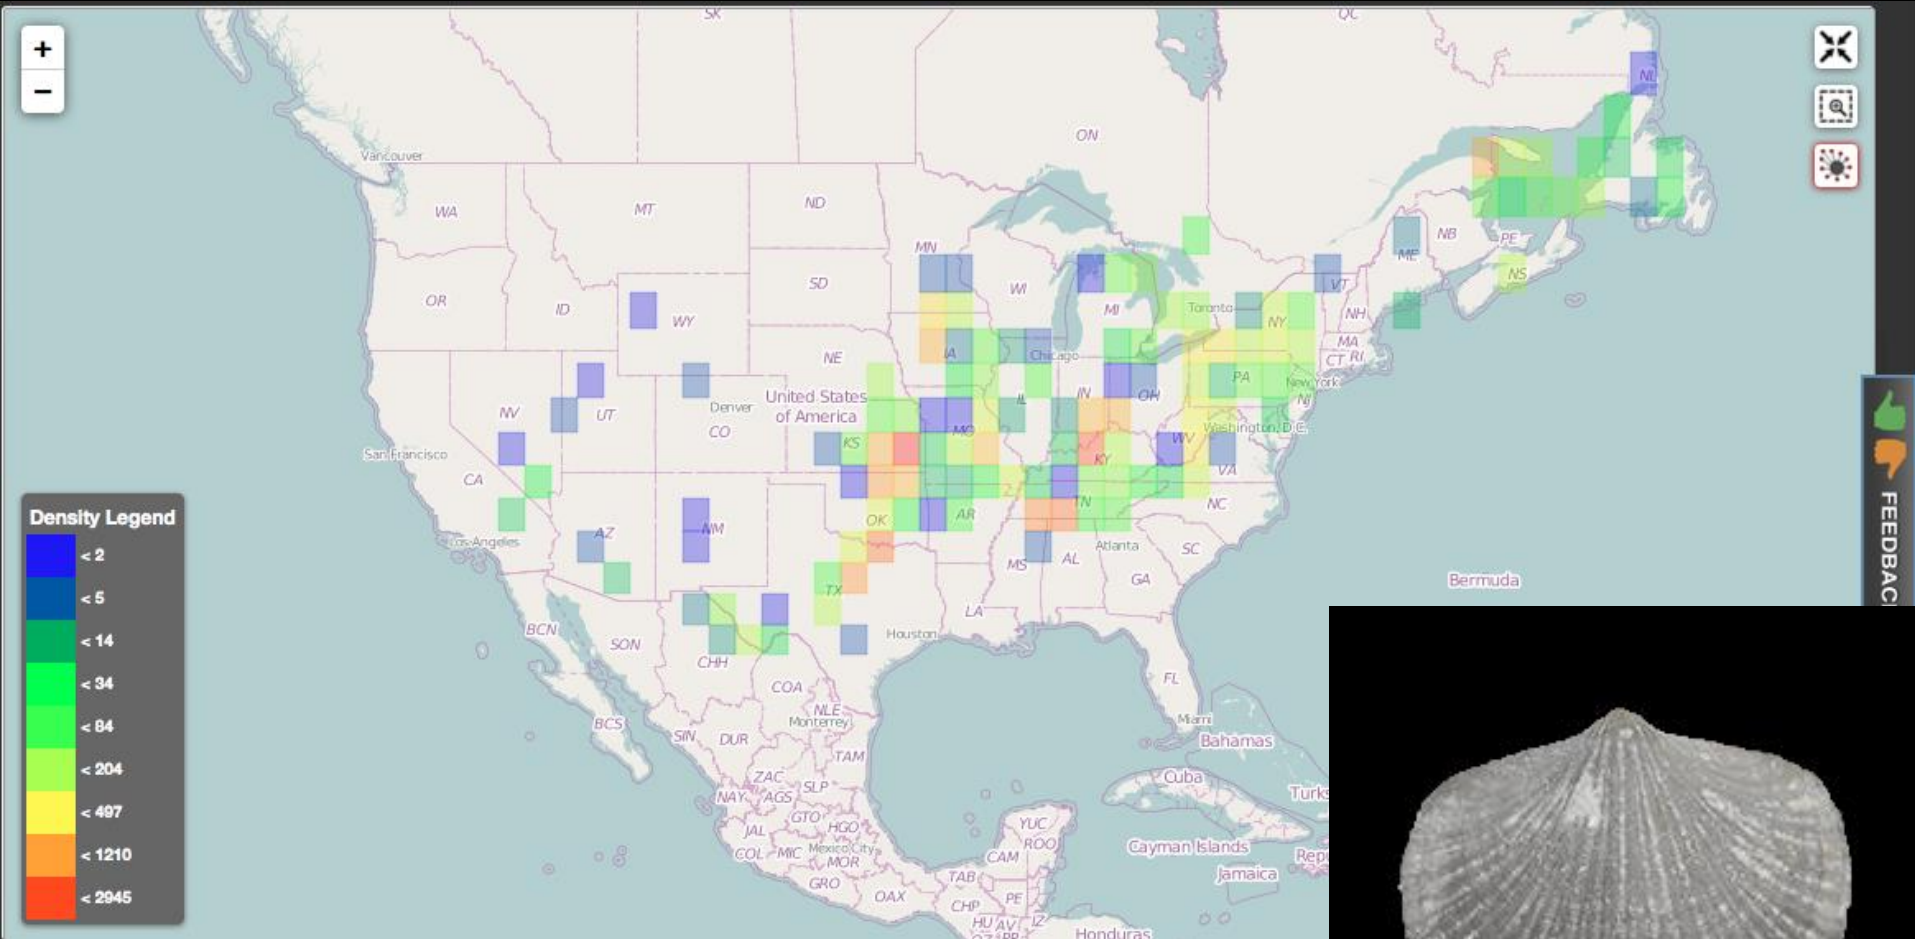 +
−
SK
QC
NL
ON
Vancouver
WA
MT
ND
MN
NB
PE
ME
NS
OR
ID
WY
SD
WI
MI
Toronto
NY
VT
NH
MA
CT RI
NE
IA
Chicago
PA
New York
NJ
NV
UT
Denver
CO
United States
of America
IL
IN
OH
Washington, D.C.
San Francisco
KS
MO
WV
KY
VA
CA
TN
NC
Los Angeles
AZ
NM
OK
AR
Atlanta
SC
MS
AL
GA
TX
LA
Houston
Bermuda
BCN
SON
CHH
COA
FL
NLE
Monterrey
BCS
SIN
DUR
TAM
Miami
Bahamas
ZAC
SLP
NAY
AGS
Cuba
Turks
GTO
HGO
JAL
COL
MIC
Mexico City
MOR
YUC
ROO
CAM
Cayman Islands
Jamaica
GRO
OAX
TAB
CHP
PE
HU
AV
IZ
Honduras
Density Legend
< 2
< 5
< 14
< 34
< 84
< 204
< 497
< 1210
< 2945
FEEDBAC